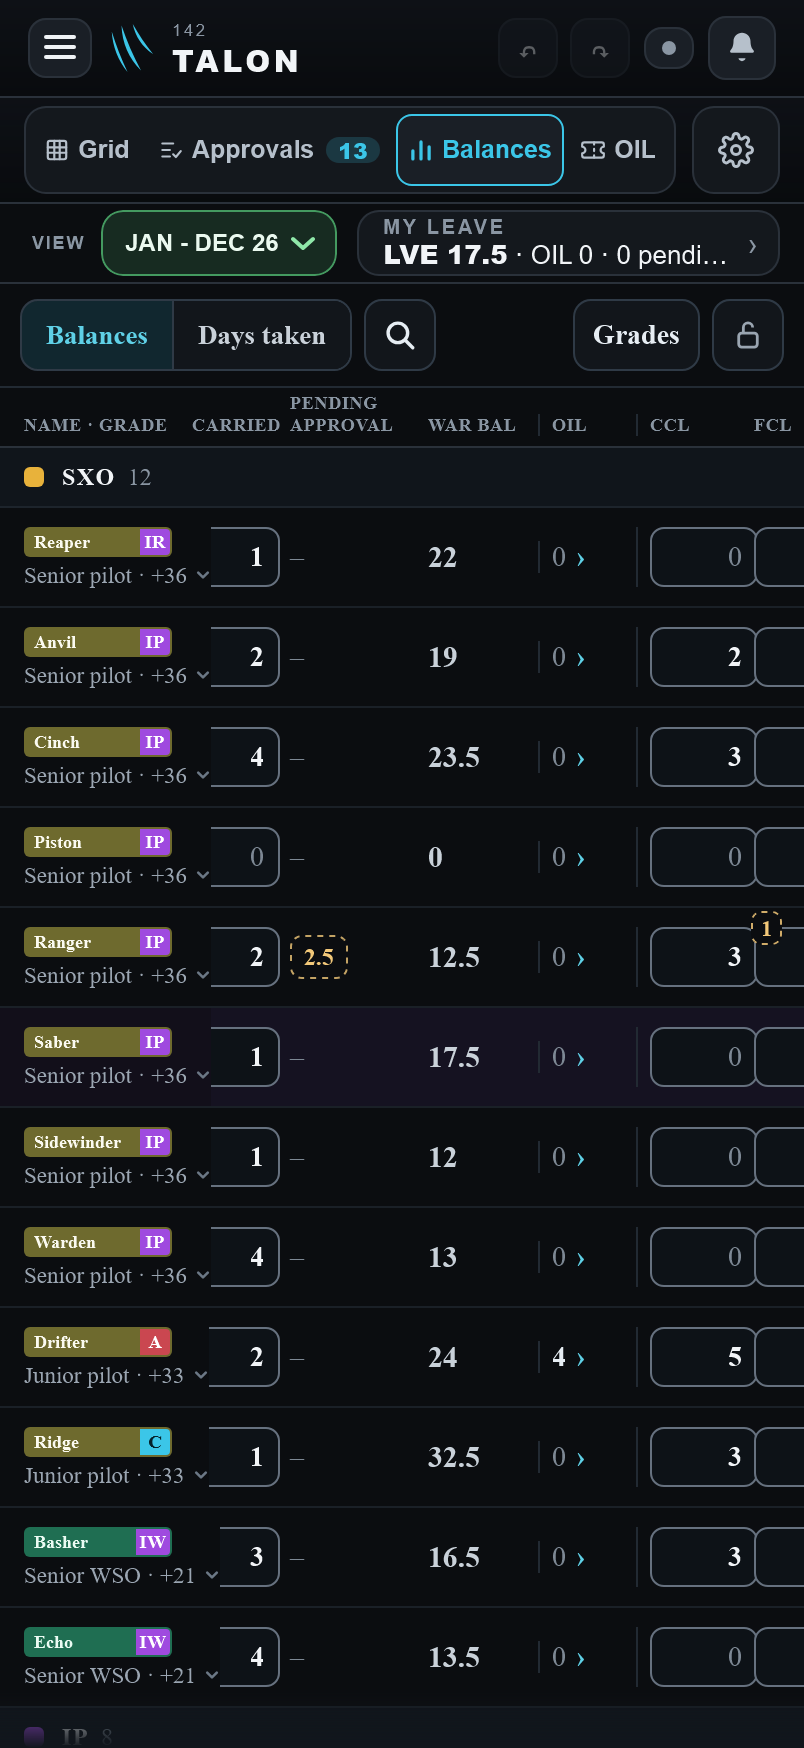 142
TALON
Grid
Approvals 13
Balances
OIL
VIEW
JAN - DEC 26
MY LEAVE
LVE 17.5 · OIL 0 · 0 pendi…
Balances
Days taken
Grades
NAME · GRADE CARRIED PENDING APPROVAL WAR BAL OIL CCL FCL
SXO 12
Reaper IR
Senior pilot · +36
1 – 22 0 › 0
Anvil IP
Senior pilot · +36
2 – 19 0 › 2
Cinch IP
Senior pilot · +36
4 – 23.5 0 › 3
Piston IP
Senior pilot · +36
0 – 0 0 › 0
Ranger IP
Senior pilot · +36
2 2.5 12.5 0 › 3 1
Saber IP
Senior pilot · +36
1 – 17.5 0 › 0
Sidewinder IP
Senior pilot · +36
1 – 12 0 › 0
Warden IP
Senior pilot · +36
4 – 13 0 › 0
Drifter A
Junior pilot · +33
2 – 24 4 › 5
Ridge C
Junior pilot · +33
1 – 32.5 0 › 3
Basher IW
Senior WSO · +21
3 – 16.5 0 › 3
Echo IW
Senior WSO · +21
4 – 13.5 0 › 0
IP 8